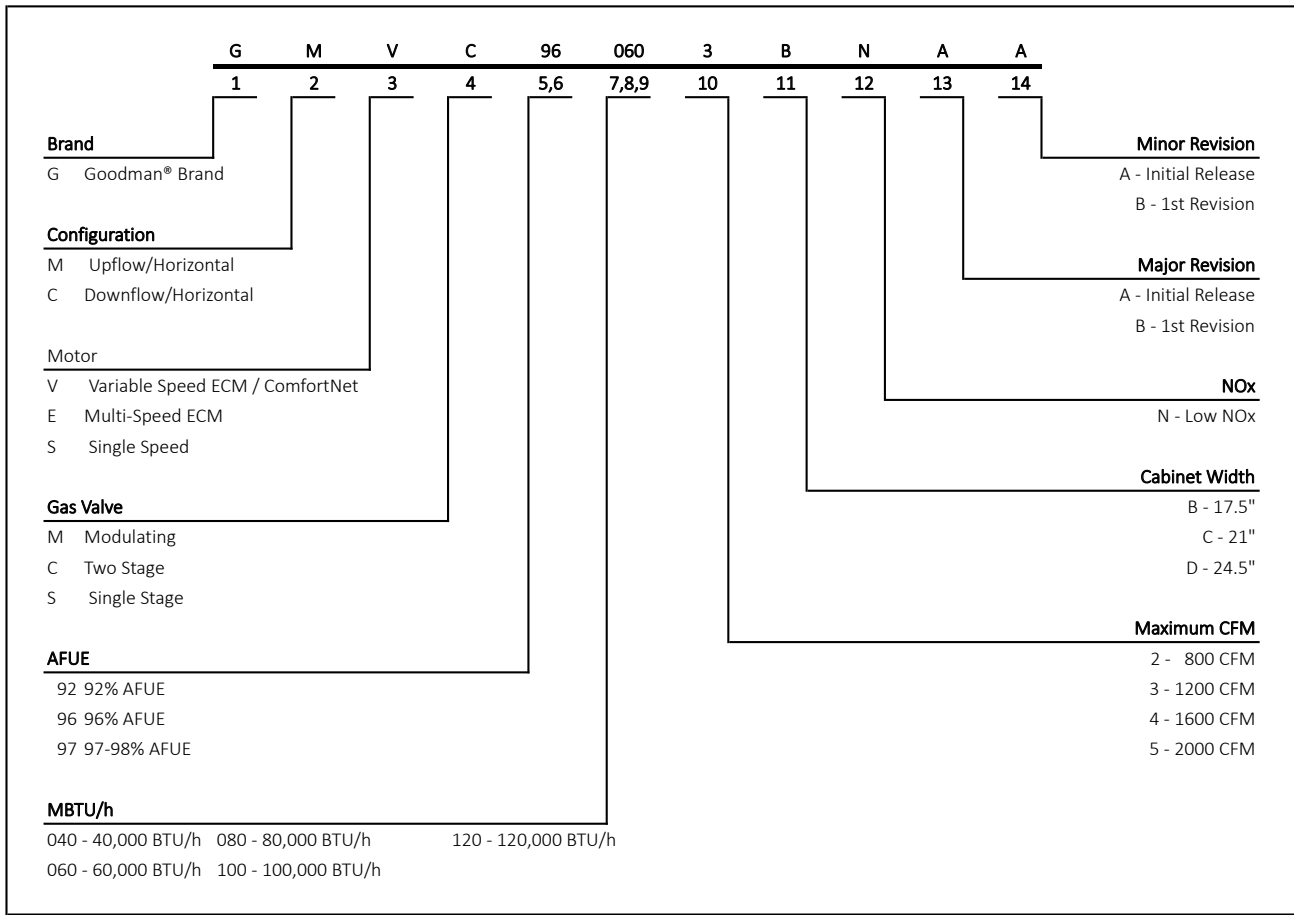 G M V C 96 060 3 B N A A
1 2 3 4 5,6 7,8,9 10 11 12 13 14
Brand
G Goodman® Brand
Configuration
M Upflow/Horizontal
C Downflow/Horizontal
Motor
V Variable Speed ECM / ComfortNet
E Multi-Speed ECM
S Single Speed
Gas Valve
M Modulating
C Two Stage
S Single Stage
AFUE
92 92% AFUE
96 96% AFUE
97 97-98% AFUE
MBTU/h
040 - 40,000 BTU/h 080 - 80,000 BTU/h 120 - 120,000 BTU/h
060 - 60,000 BTU/h 100 - 100,000 BTU/h
Minor Revision
A - Initial Release
B - 1st Revision
Major Revision
A - Initial Release
B - 1st Revision
NOx
N - Low NOx
Cabinet Width
B - 17.5"
C - 21"
D - 24.5"
Maximum CFM
2 - 800 CFM
3 - 1200 CFM
4 - 1600 CFM
5 - 2000 CFM